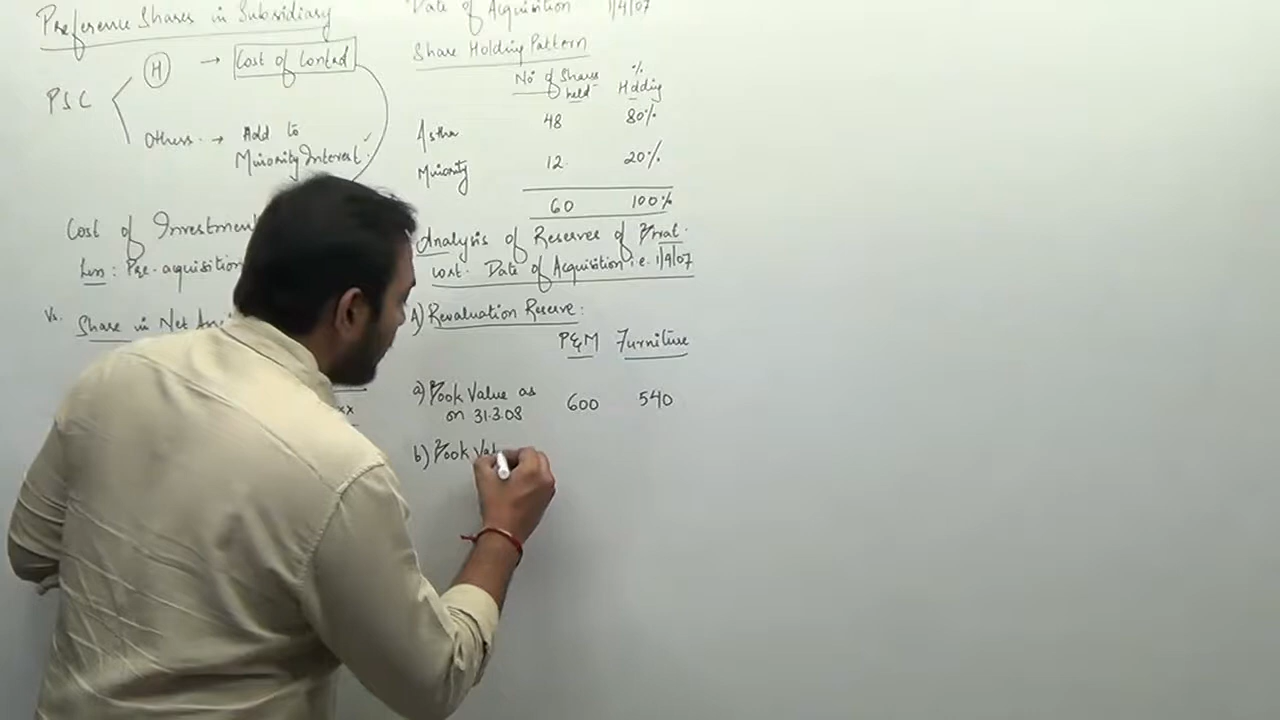 Preference Shares in Subsidiary
PSC
H → Cost of Control
Others → Add to
Minority Interest
Cost of Investment
Less: Pre-acquisition
Vs.
Share in Net
xx
Date of Acquisition 1/4/07
Share Holding Pattern
No of Shares held % Holding
Astha 48 80%
Minority 12 20%
60 100%
Analysis of Reserves of
Date of Acquisition i.e. 1/9/07
A) Revaluation Reserve:
P&M Furniture
a) Book Value as
on 31.3.08 600 540
b) Book Val